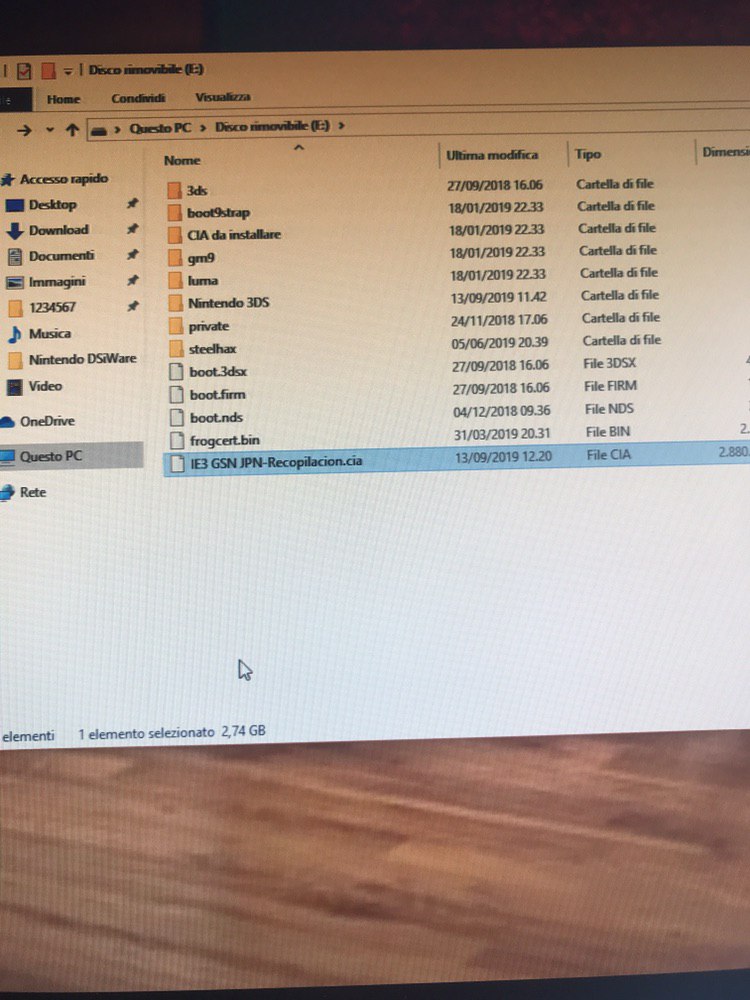 Disco rimovibile (E:)
Home Condividi Visualizza
Questo PC > Disco rimovibile (E:) >
Nome Ultima modifica Tipo Dimensi
Accesso rapido
Desktop
Download
Documenti
Immagini
1234567
Musica
Nintendo DSiWare
Video
OneDrive
Questo PC
Rete
3ds 27/09/2018 16.06 Cartella di file
boot9strap 18/01/2019 22.33 Cartella di file
CIA da installare 18/01/2019 22.33 Cartella di file
gm9 18/01/2019 22.33 Cartella di file
luma 18/01/2019 22.33 Cartella di file
Nintendo 3DS 13/09/2019 11.42 Cartella di file
private 24/11/2018 17.06 Cartella di file
steelhax 05/06/2019 20.39 Cartella di file
boot.3dsx 27/09/2018 16.06 File 3DSX
boot.firm 27/09/2018 16.06 File FIRM
boot.nds 04/12/2018 09.36 File NDS
frogcert.bin 31/03/2019 20.31 File BIN 2.
IE3 GSN JPN-Recopilacion.cia 13/09/2019 12.20 File CIA 2.880.
elementi 1 elemento selezionato 2,74 GB